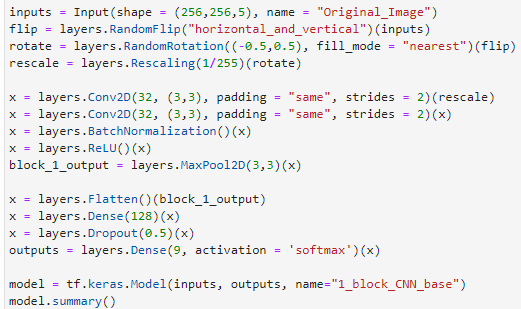 inputs = Input(shape = (256,256,5), name = "Original_Image")
flip = layers.RandomFlip("horizontal_and_vertical")(inputs)
rotate = layers.RandomRotation((-0.5,0.5), fill_mode = "nearest")(flip)
rescale = layers.Rescaling(1/255)(rotate)

x = layers.Conv2D(32, (3,3), padding = "same", strides = 2)(rescale)
x = layers.Conv2D(32, (3,3), padding = "same", strides = 2)(x)
x = layers.BatchNormalization()(x)
x = layers.ReLU()(x)
block_1_output = layers.MaxPool2D(3,3)(x)

x = layers.Flatten()(block_1_output)
x = layers.Dense(128)(x)
x = layers.Dropout(0.5)(x)
outputs = layers.Dense(9, activation = 'softmax')(x)

model = tf.keras.Model(inputs, outputs, name="1_block_CNN_base")
model.summary()